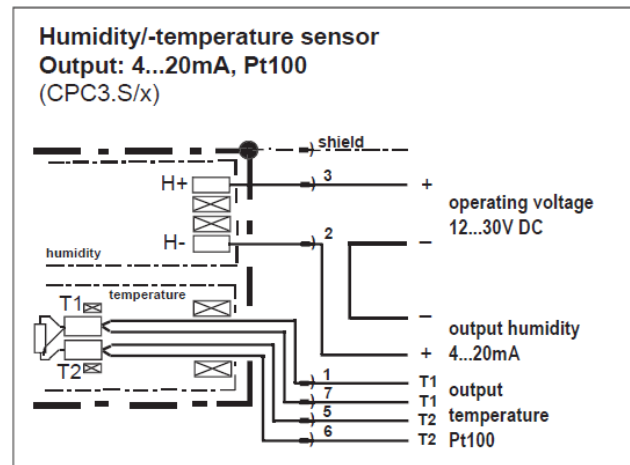 Humidity/-temperature sensor
Output: 4...20mA, Pt100
(CPC3.S/x)
shield
H+
3
+
operating voltage
12...30V DC
H-
2
−
humidity
temperature
T1
−
output humidity
+
4...20mA
T2
1
T1
output
7
T1
5
T2
temperature
6
T2
Pt100